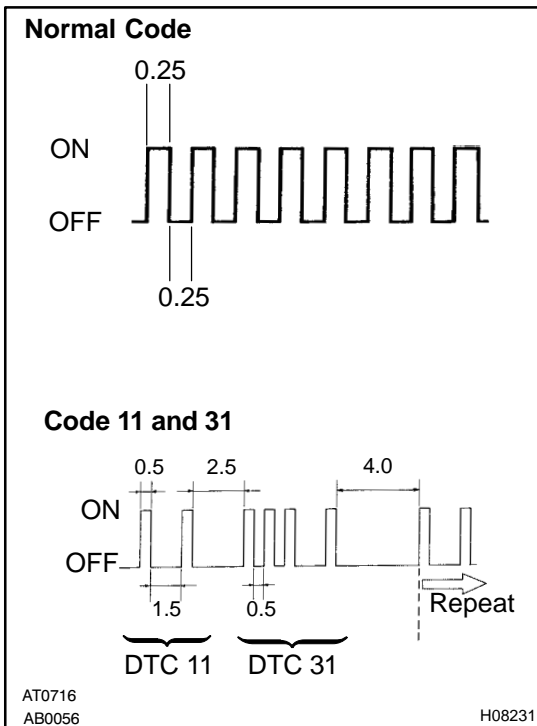 Normal Code
0.25
ON
OFF
0.25
Code 11 and 31
0.5 2.5 4.0
ON
OFF
1.5 0.5 Repeat
DTC 11 DTC 31
AT0716
AB0056 H08231